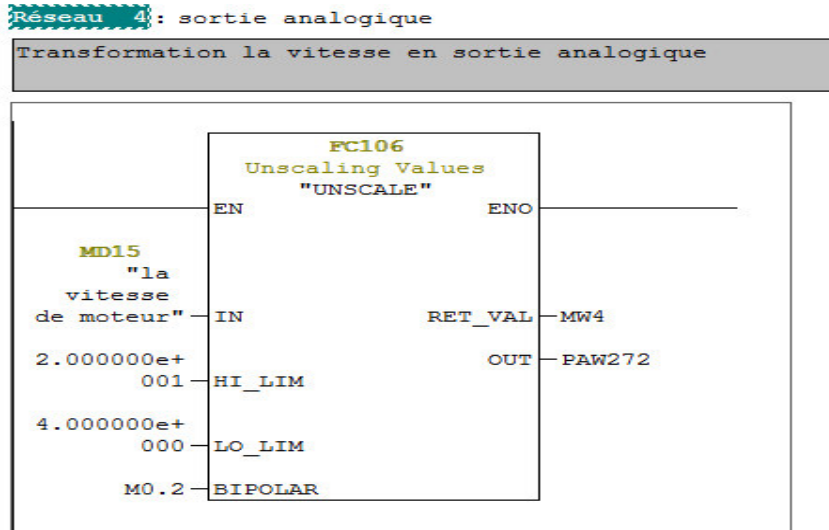 Réseau 4: sortie analogique
Transformation la vitesse en sortie analogique
FC106
Unscaling Values
"UNSCALE"
EN ENO
MD15
"la
vitesse
de moteur" IN RET_VAL MW4
2.000000e+ OUT PAW272
001 HI_LIM
4.000000e+
000 LO_LIM
M0.2 BIPOLAR